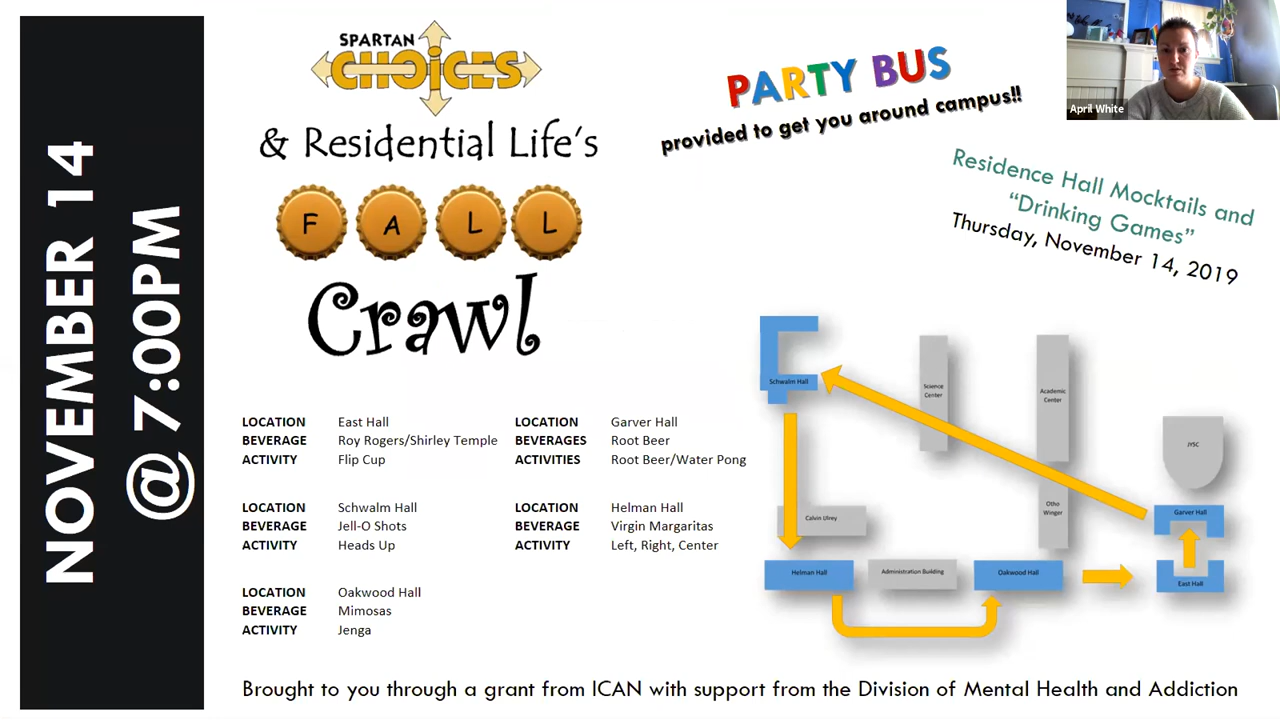 NOVEMBER 14
@ 7:00PM
SPARTAN
CHOICES
& Residential Life's
FALL
Crawl
PARTY BUS
provided to get you around campus!!
April White
Residence Hall Mocktails and
“Drinking Games”
Thursday, November 14, 2019
LOCATION East Hall
BEVERAGE Roy Rogers/Shirley Temple
ACTIVITY Flip Cup
LOCATION Garver Hall
BEVERAGES Root Beer
ACTIVITIES Root Beer/Water Pong
LOCATION Schwalm Hall
BEVERAGE Jell-O Shots
ACTIVITY Heads Up
LOCATION Helman Hall
BEVERAGE Virgin Margaritas
ACTIVITY Left, Right, Center
LOCATION Oakwood Hall
BEVERAGE Mimosas
ACTIVITY Jenga
Schwalm Hall
Science
Center
Academic
Center
JYSC
Calvin Ulrey
Otho
Winger
Garver Hall
Helman Hall
Administration Building
Oakwood Hall
East Hall
Brought to you through a grant from ICAN with support from the Division of Mental Health and Addiction